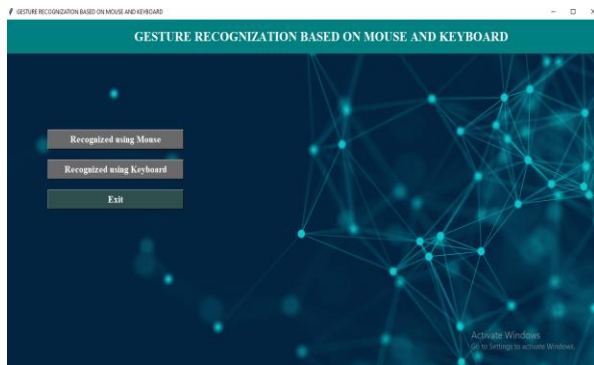 GESTURE RECOGNIZATION BASED ON MOUSE AND KEYBOARD
GESTURE RECOGNIZATION BASED ON MOUSE AND KEYBOARD
Recognized using Mouse
Recognized using Keyboard
Exit
Activate Windows
Go to Settings to activate Windows.